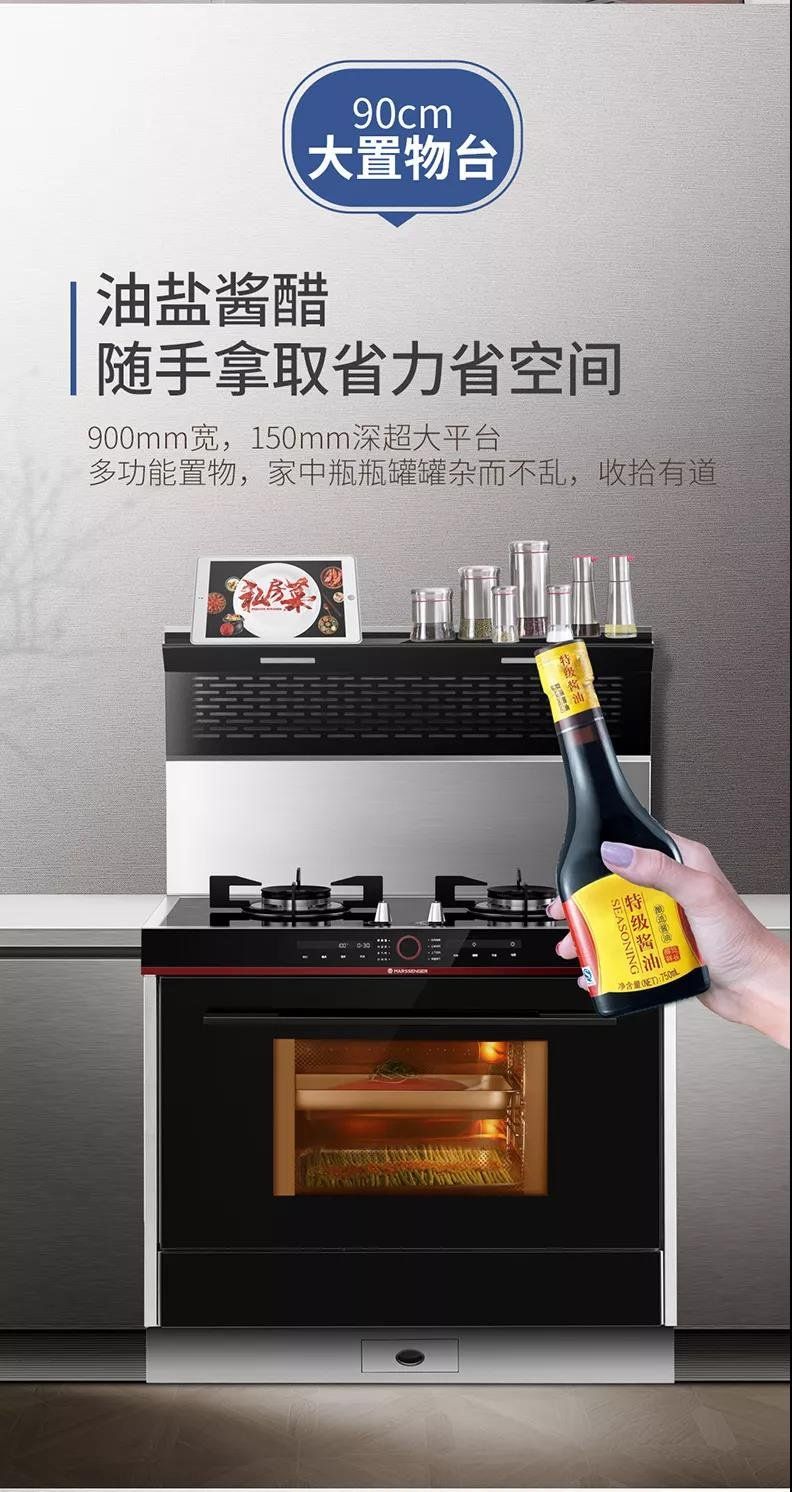 90cm
大置物台
油盐酱醋
随手拿取省力省空间
900mm宽，150mm深超大平台
多功能置物，家中瓶瓶罐罐杂而不乱，收拾有道
私房菜
特级酱油
100°
0:30
MARSSENGER
特级酱油
SEASONING
净含量(NET):750mL